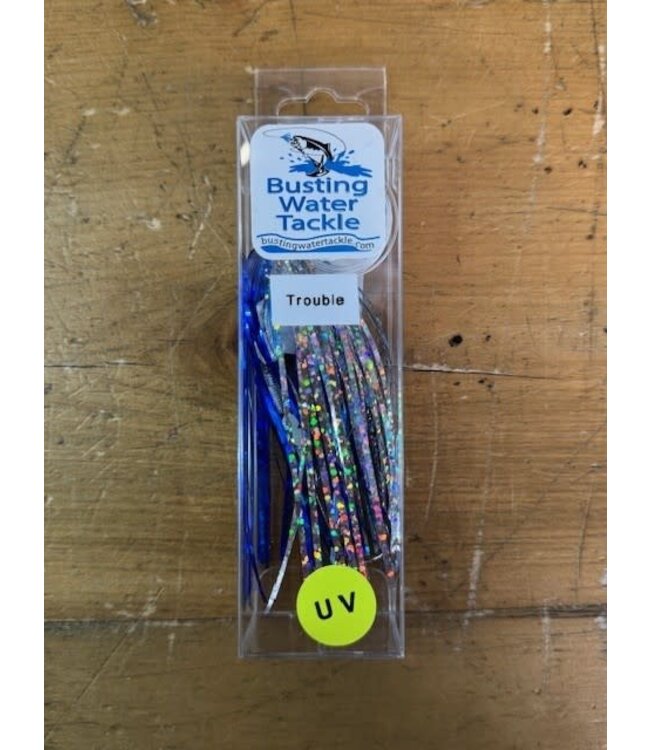 Busting
Water
Tackle
bustingwatertackle.com
Trouble
UV